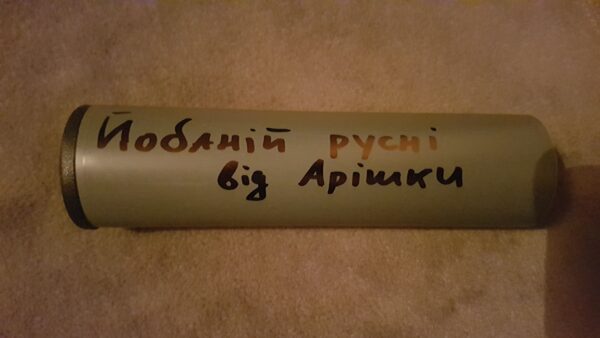 Йобаній русні
від Арішки